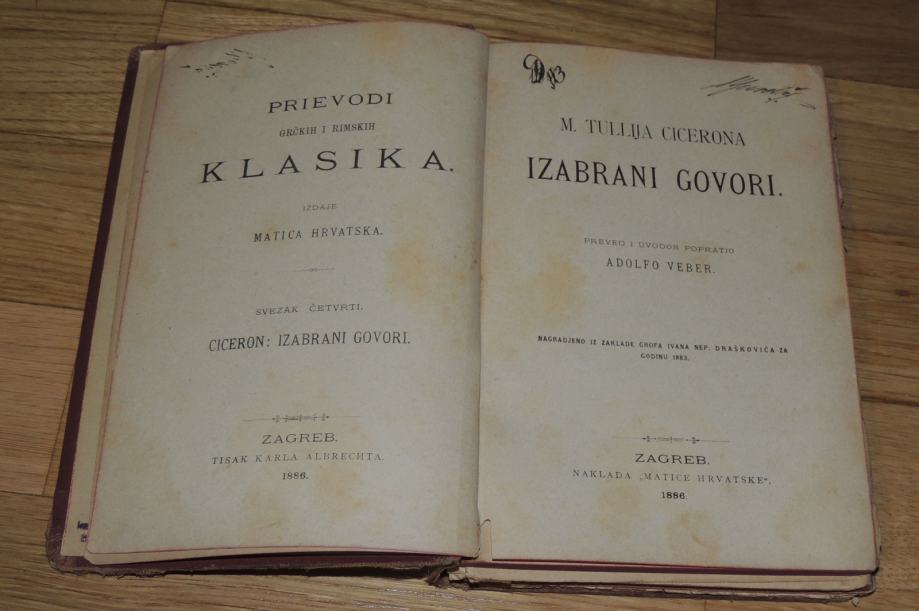 PRIEVODI
GRČKIH I RIMSKIH
KLASIKA.
IZDAJE
MATICA HRVATSKA.
SVEZAK ČETVRTI.
CICERON: IZABRANI GOVORI.
ZAGREB.
TISAK KARLA ALBRECHTA.
1886.
M. TULLIJA CICERONA
IZABRANI GOVORI.
PREVEO I UVODOM POPRATIO
ADOLFO VEBER.
NAGRADJENO IZ ZAKLADE GROFA IVANA NEP. DRAŠKOVIĆA ZA
GODINU 1883.
ZAGREB.
NAKLADA „MATICE HRVATSKE“.
1886